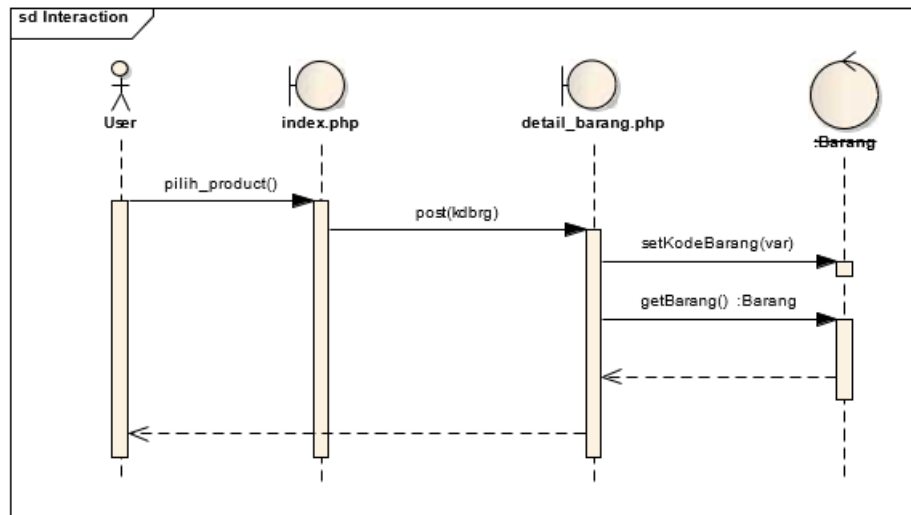 sd Interaction
User
index.php
detail_barang.php
:Barang
pilih_product()
post(kdbrg)
setKodeBarang(var)
getBarang() :Barang